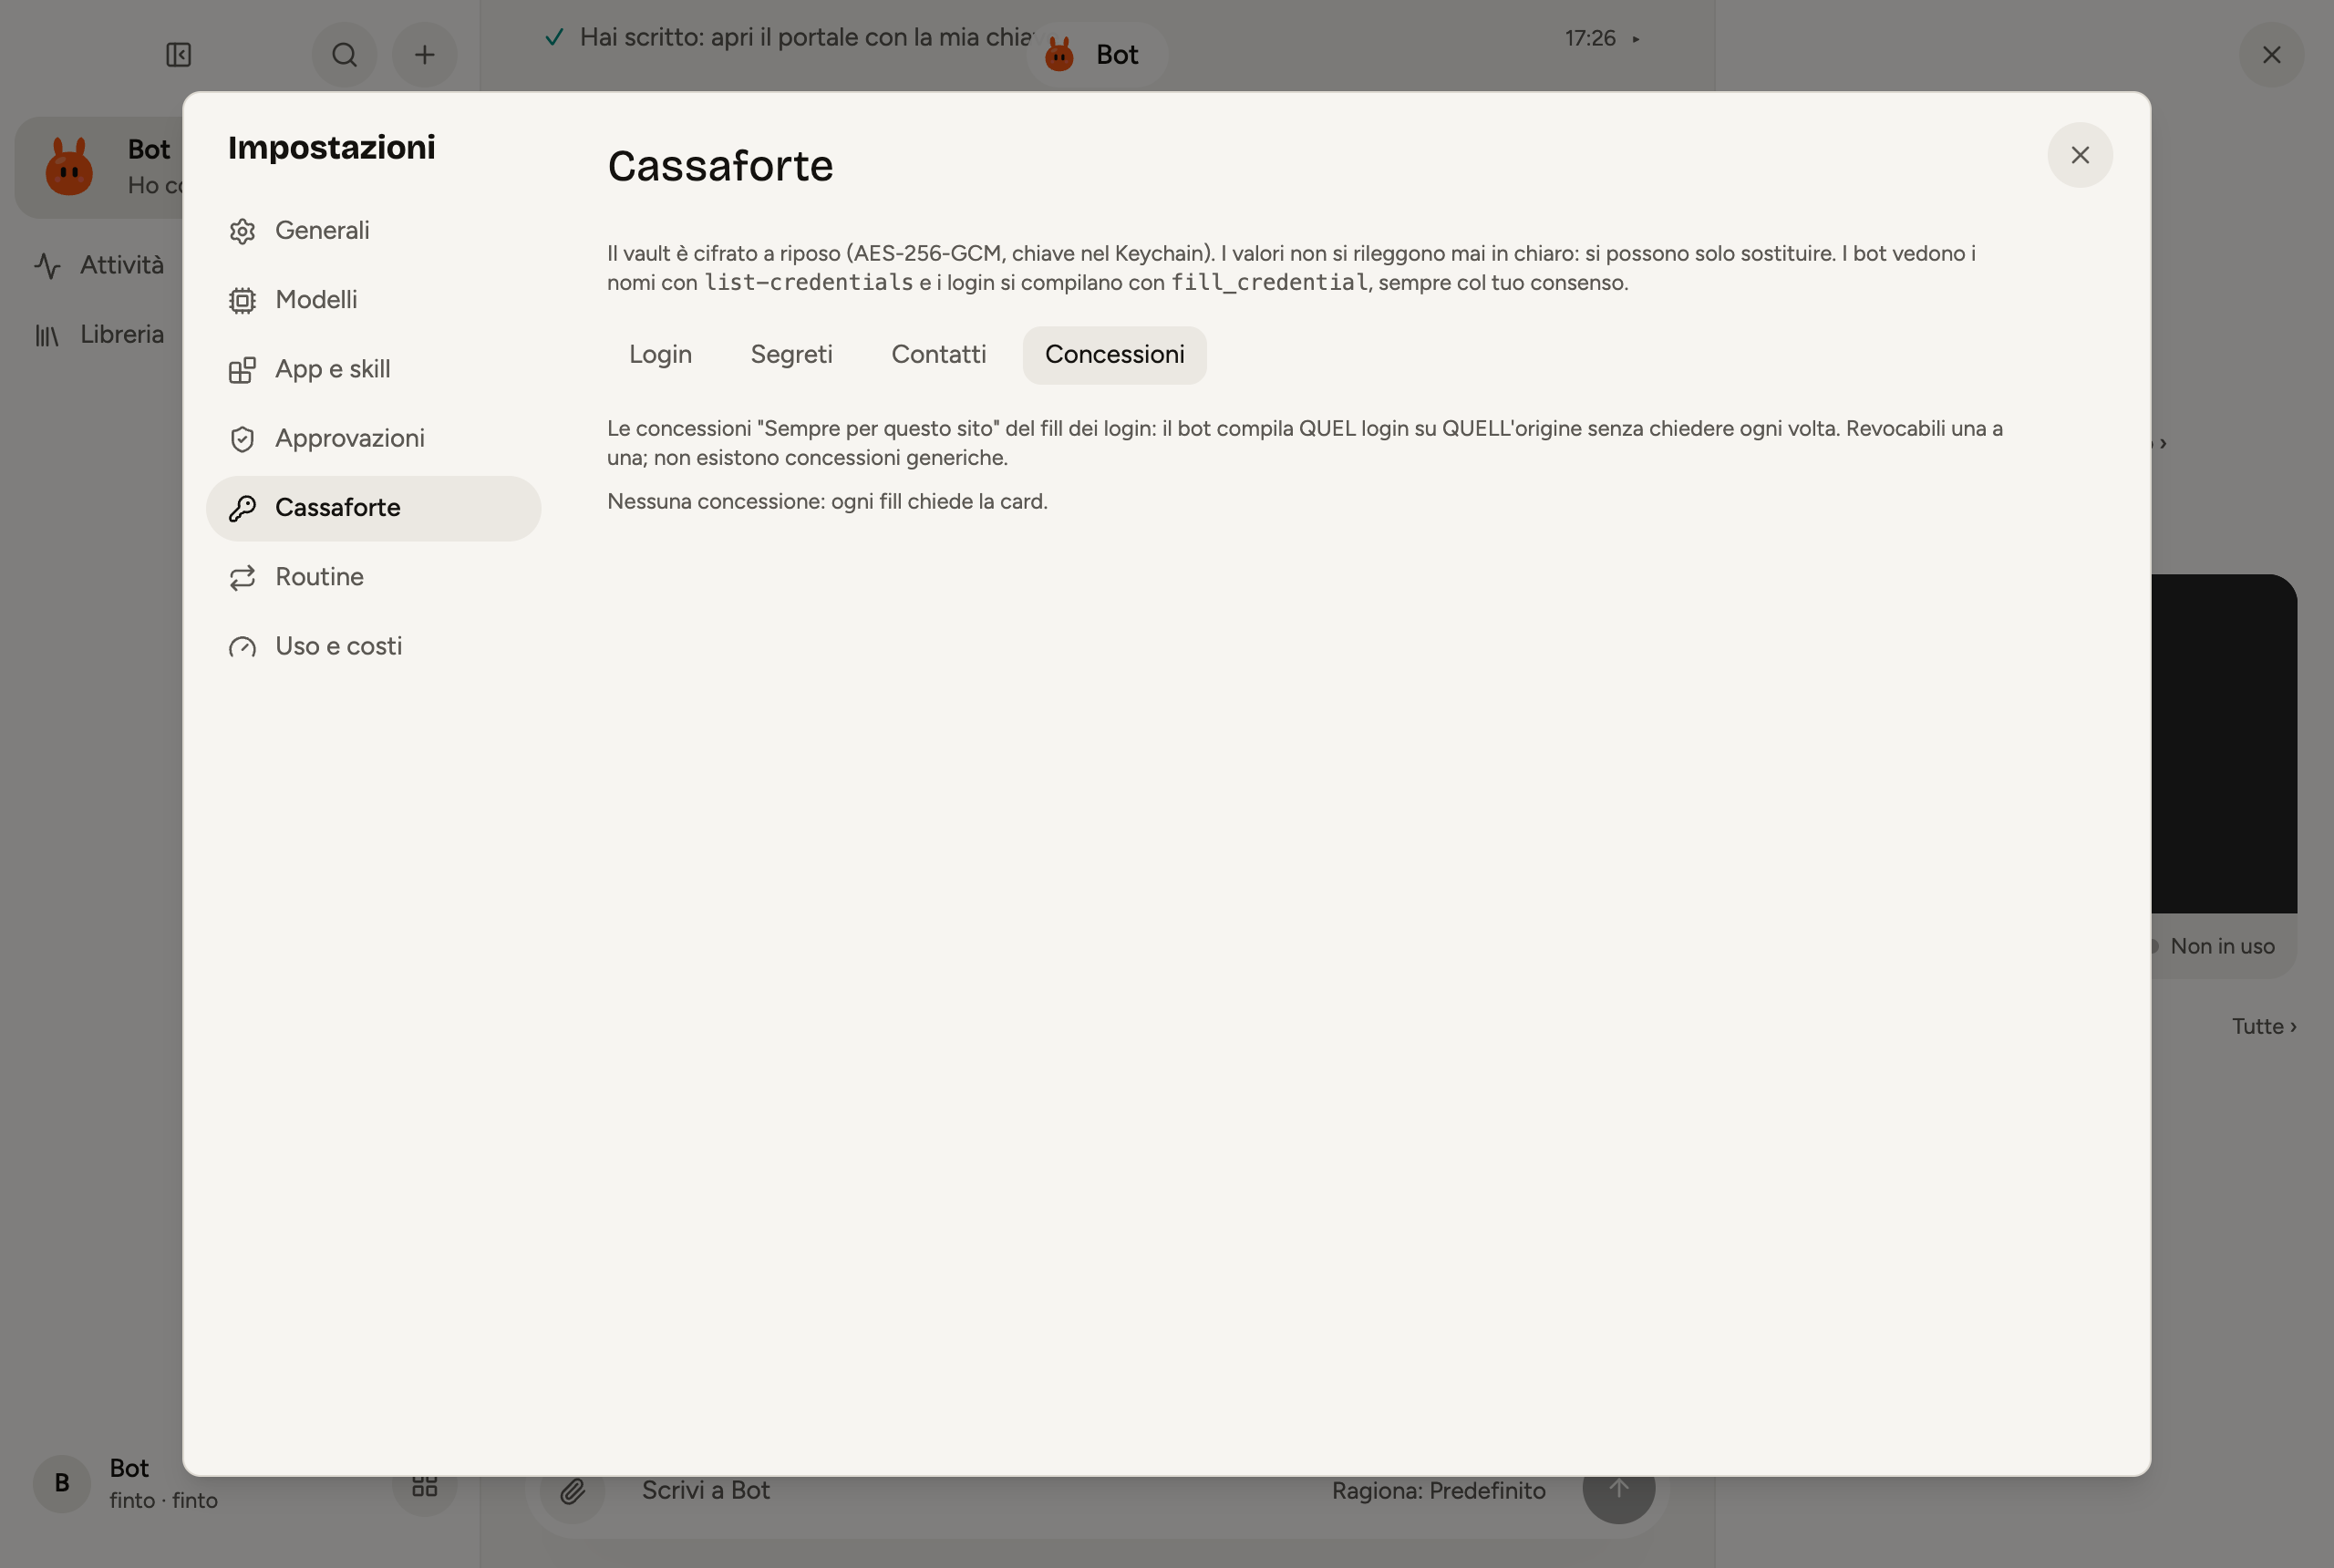 Hai scritto: apri il portale con la mia
Bot
17:26
Bot
Ho
Attività
Libreria
Impostazioni
Generali
Modelli
App e skill
Approvazioni
Cassaforte
Routine
Uso e costi
Cassaforte
Il vault è cifrato a riposo (AES-256-GCM, chiave nel Keychain). I valori non si rileggono mai in chiaro: si possono solo sostituire. I bot vedono i
nomi con list-credentials e i login si compilano con fill_credential, sempre col tuo consenso.
Login
Segreti
Contatti
Concessioni
Le concessioni "Sempre per questo sito" del fill dei login: il bot compila QUEL login su QUELL'origine senza chiedere ogni volta. Revocabili una a
una; non esistono concessioni generiche.
Nessuna concessione: ogni fill chiede la card.
Non in uso
Tutte ›
B
Bot
finto · finto
Scrivi a Bot
Ragiona: Predefinito